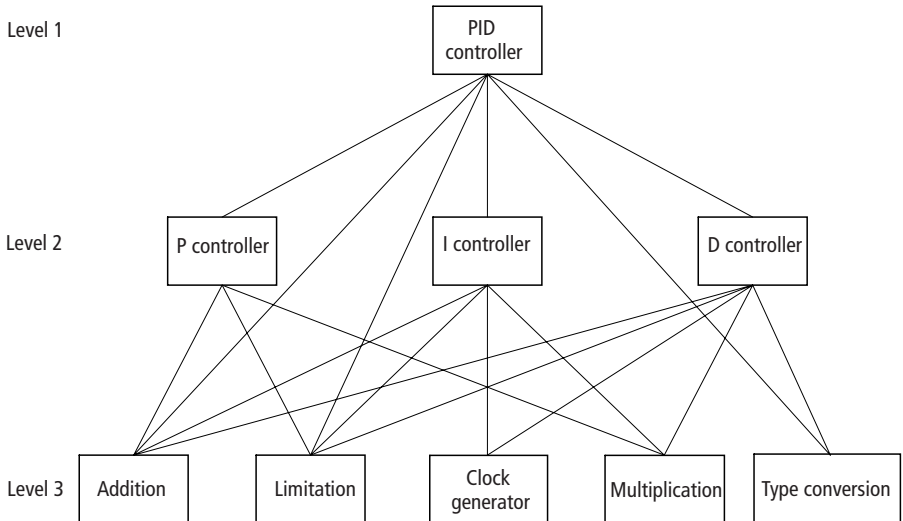 Level 1
PID
controller
Level 2
P controller
I controller
D controller
Level 3
Addition
Limitation
Clock
generator
Multiplication
Type conversion